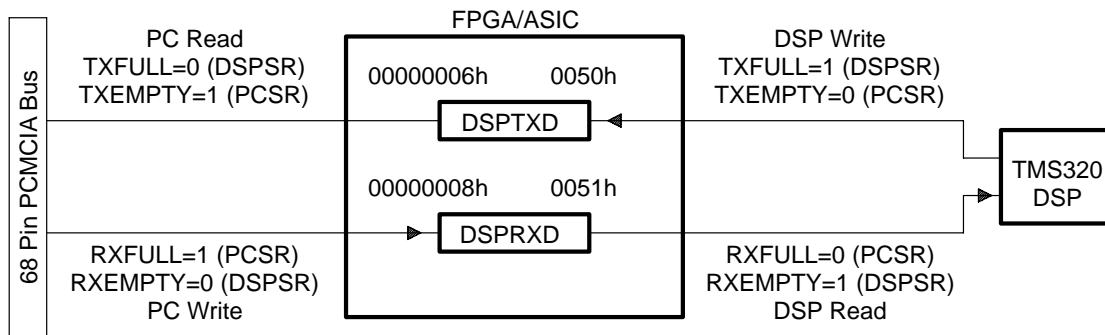 FPGA/ASIC
PC Read
TXFULL=0 (DSPSR)
TXEMPTY=1 (PCSR)
DSP Write
TXFULL=1 (DSPSR)
TXEMPTY=0 (PCSR)
00000006h 0050h
DSPTXD
68 Pin PCMCIA Bus
TMS320
DSP
00000008h 0051h
DSPRXD
RXFULL=1 (PCSR)
RXEMPTY=0 (DSPSR)
PC Write
RXFULL=0 (PCSR)
RXEMPTY=1 (DSPSR)
DSP Read